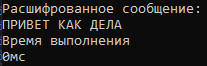 Расшифрованное сообщение:
ПРИВЕТ КАК ДЕЛА
Время выполнения
0мс